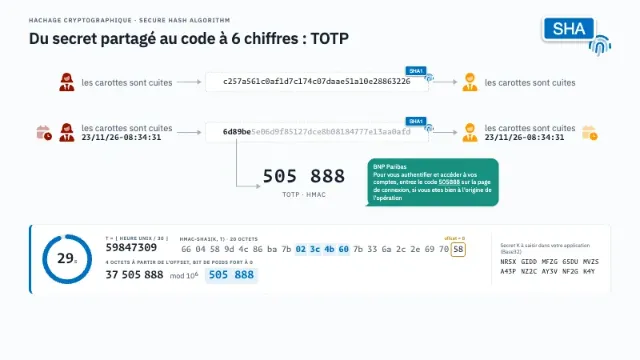 HACHAGE CRYPTOGRAPHIQUE · SECURE HASH ALGORITHM
Du secret partagé au code à 6 chiffres : TOTP
SHA
SHA1
les carottes sont cuites
c257a561c0af1d7c174c07daae51a10e28863226
les carottes sont cuites
SHA1
les carottes sont cuites
23/11/26-08:34:31
6d89be5e06d9f85127dce8b08184777e13aa0afd
les carottes sont cuites
23/11/26-08:34:31
505 888
TOTP · HMAC
BNP Paribas
Pour vous authentifier et accéder à vos
comptes, entrez le code 505888 sur la page
de connexion, si vous êtes bien à l'origine de
l'opération
29s
T = ⌊ HEURE UNIX / 30 ⌋
59847309
HMAC-SHA1(K, T) · 20 OCTETS
offset = 8
66 04 58 9d 4c 86 ba 7b 02 3c 4b 60 7b 33 6a 2c 2e 69 70 58
4 OCTETS À PARTIR DE L'OFFSET, BIT DE POIDS FORT À 0
37 505 888 mod 10⁶ 505 888
Secret K à saisir dans votre application
(Base32)
NR5X GIDD MFZG 65DU MVZS
A43P NZ2C AY3V NF2G K4Y